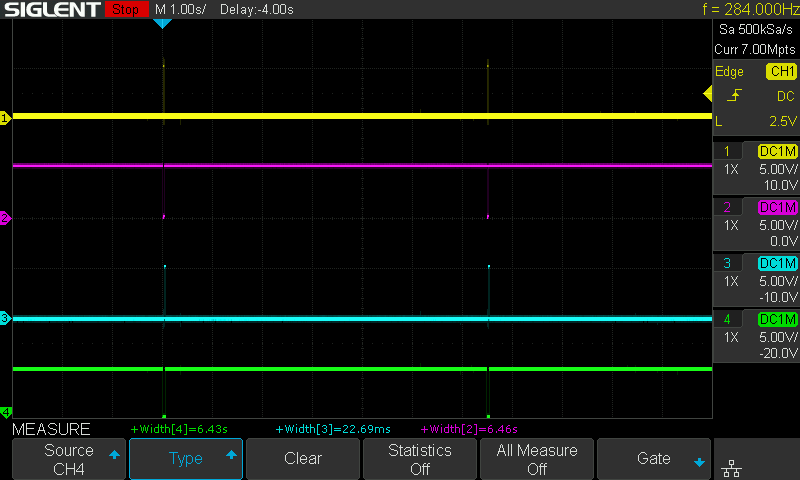 SIGLENT Stop M 1.00s/ Delay:-4.00s f = 284.000Hz
Sa 500kSa/s
Curr 7.00Mpts
Edge CH1
DC
L 2.5V
1 DC1M
1X 5.00V/
10.0V
2 DC1M
1X 5.00V/
0.0V
3 DC1M
1X 5.00V/
-10.0V
4 DC1M
1X 5.00V/
-20.0V
1
2
3
4
MEASURE +Width[4]=6.43s +Width[3]=22.69ms +Width[2]=6.46s
Source
CH4
Type
Clear
Statistics
Off
All Measure
Off
Gate